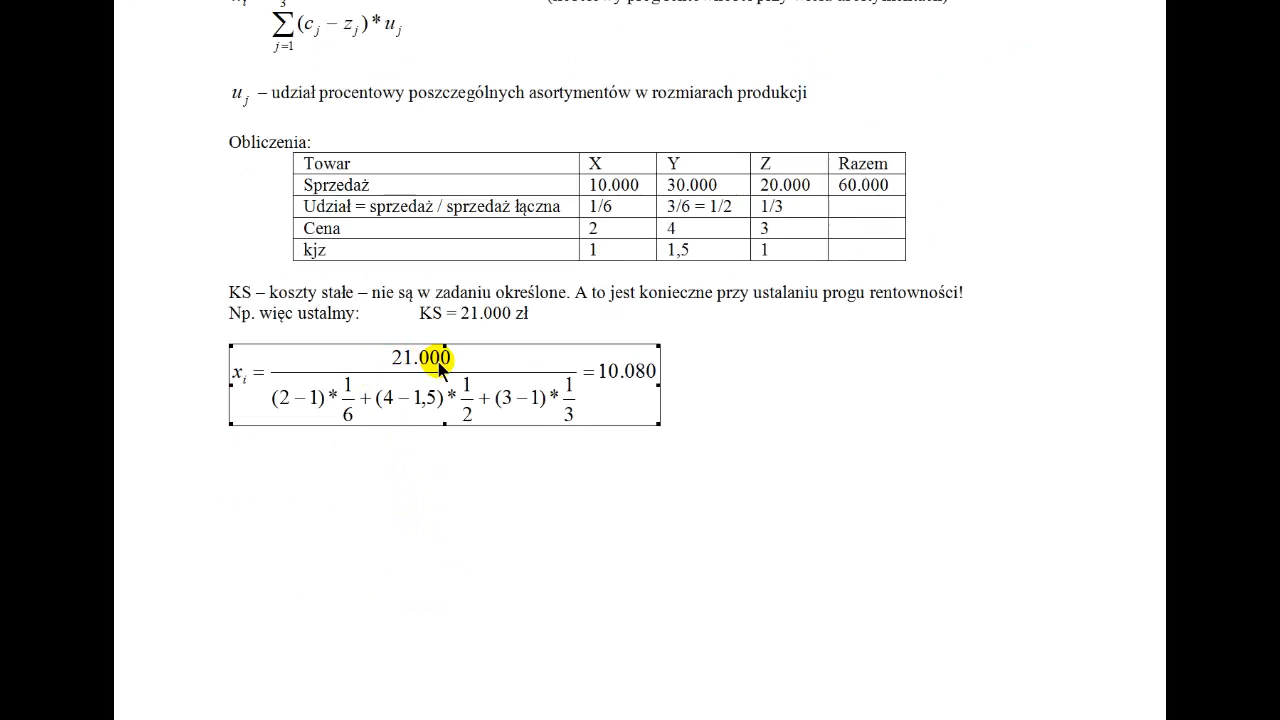 3
∑(c_j − z_j)*u_j
j=1
u_j – udział procentowy poszczególnych asortymentów w rozmiarach produkcji
Obliczenia:
Towar X Y Z Razem
Sprzedaż 10.000 30.000 20.000 60.000
Udział = sprzedaż / sprzedaż łączna 1/6 3/6 = 1/2 1/3
Cena 2 4 3
kjz 1 1,5 1
KS – koszty stałe – nie są w zadaniu określone. A to jest konieczne przy ustalaniu progu rentowności!
Np. więc ustalmy: KS = 21.000 zł
x_i = 21.000 / ((2 − 1) * 1/6 + (4 − 1,5) * 1/2 + (3 − 1) * 1/3) = 10.080